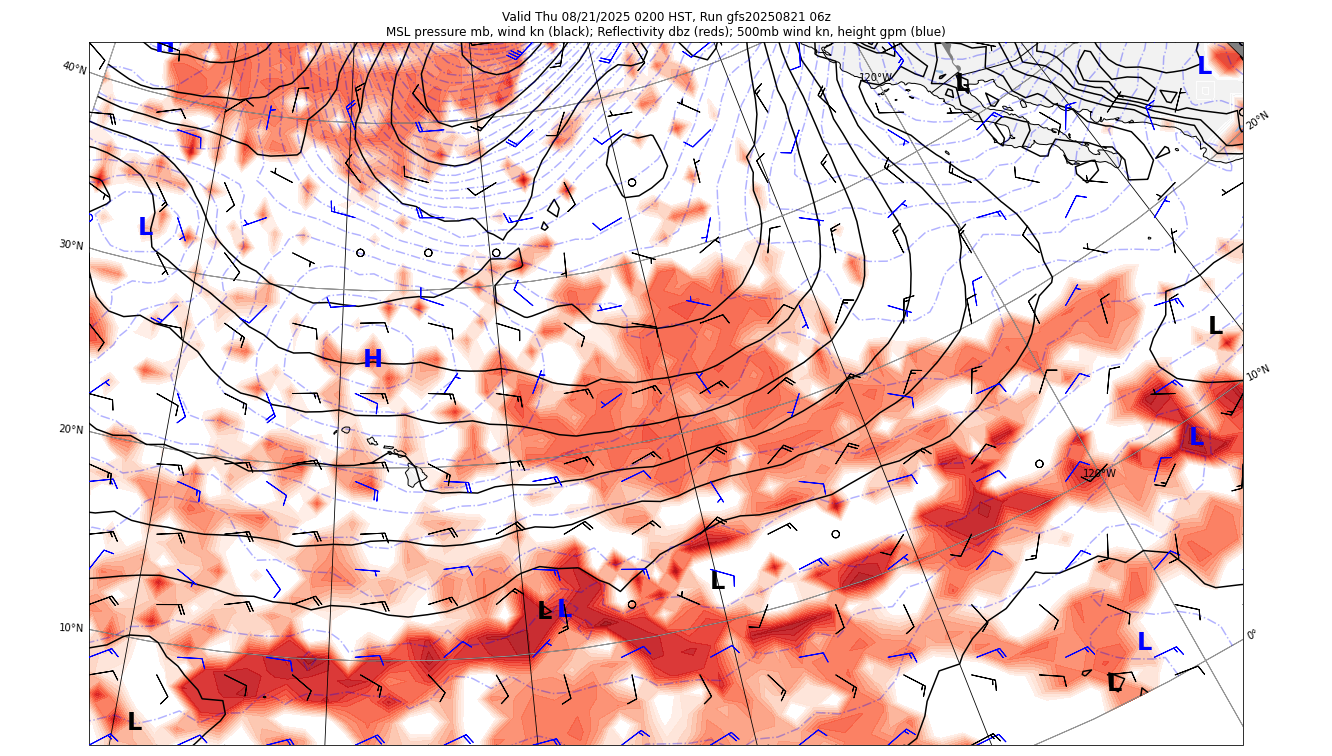 Valid Thu 08/21/2025 0200 HST, Run gfs20250821 06z
MSL pressure mb, wind kn (black); Reflectivity dbz (reds); 500mb wind kn, height gpm (blue)
H
L
40°N
120°W
L
20°N
L
30°N
L
H
10°N
20°N
L
120°W
L
L
L
10°N
0°
L
L
L